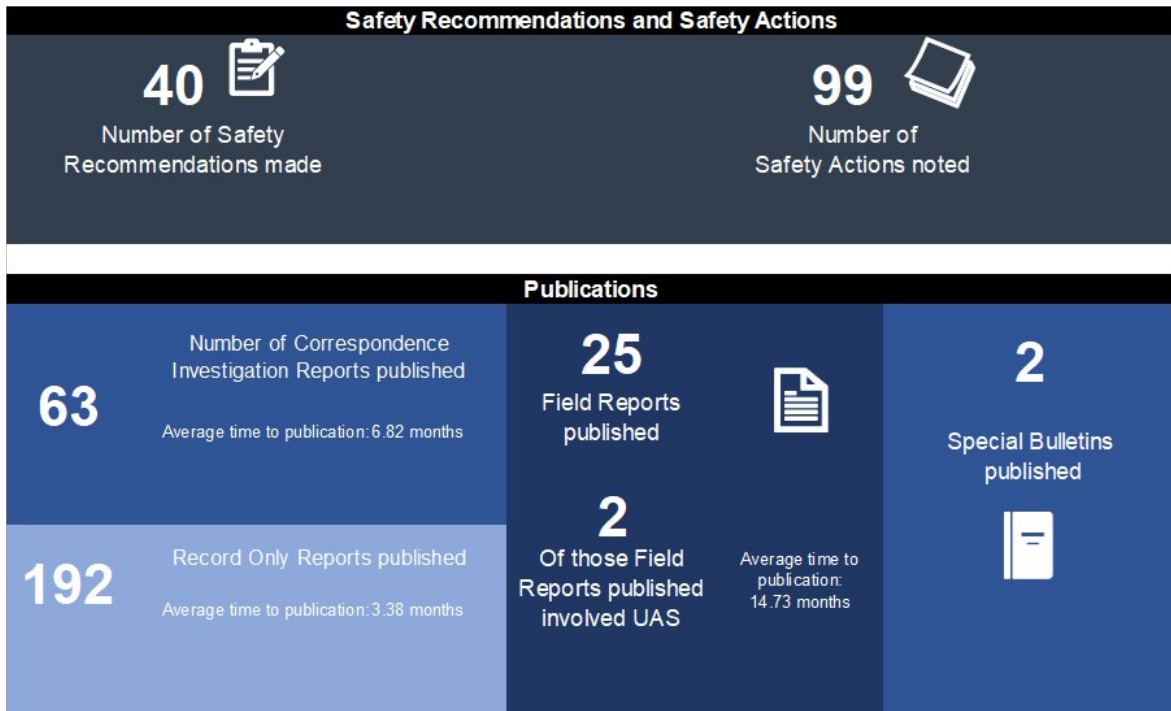 Safety Recommendations and Safety Actions
40
Number of Safety
Recommendations made
99
Number of
Safety Actions noted
Publications
63
Number of Correspondence
Investigation Reports published
Average time to publication: 6.82 months
192
Record Only Reports published
Average time to publication: 3.38 months
25
Field Reports
published
2
Of those Field
Reports published
involved UAS
Average time to
publication:
14.73 months
2
Special Bulletins
published